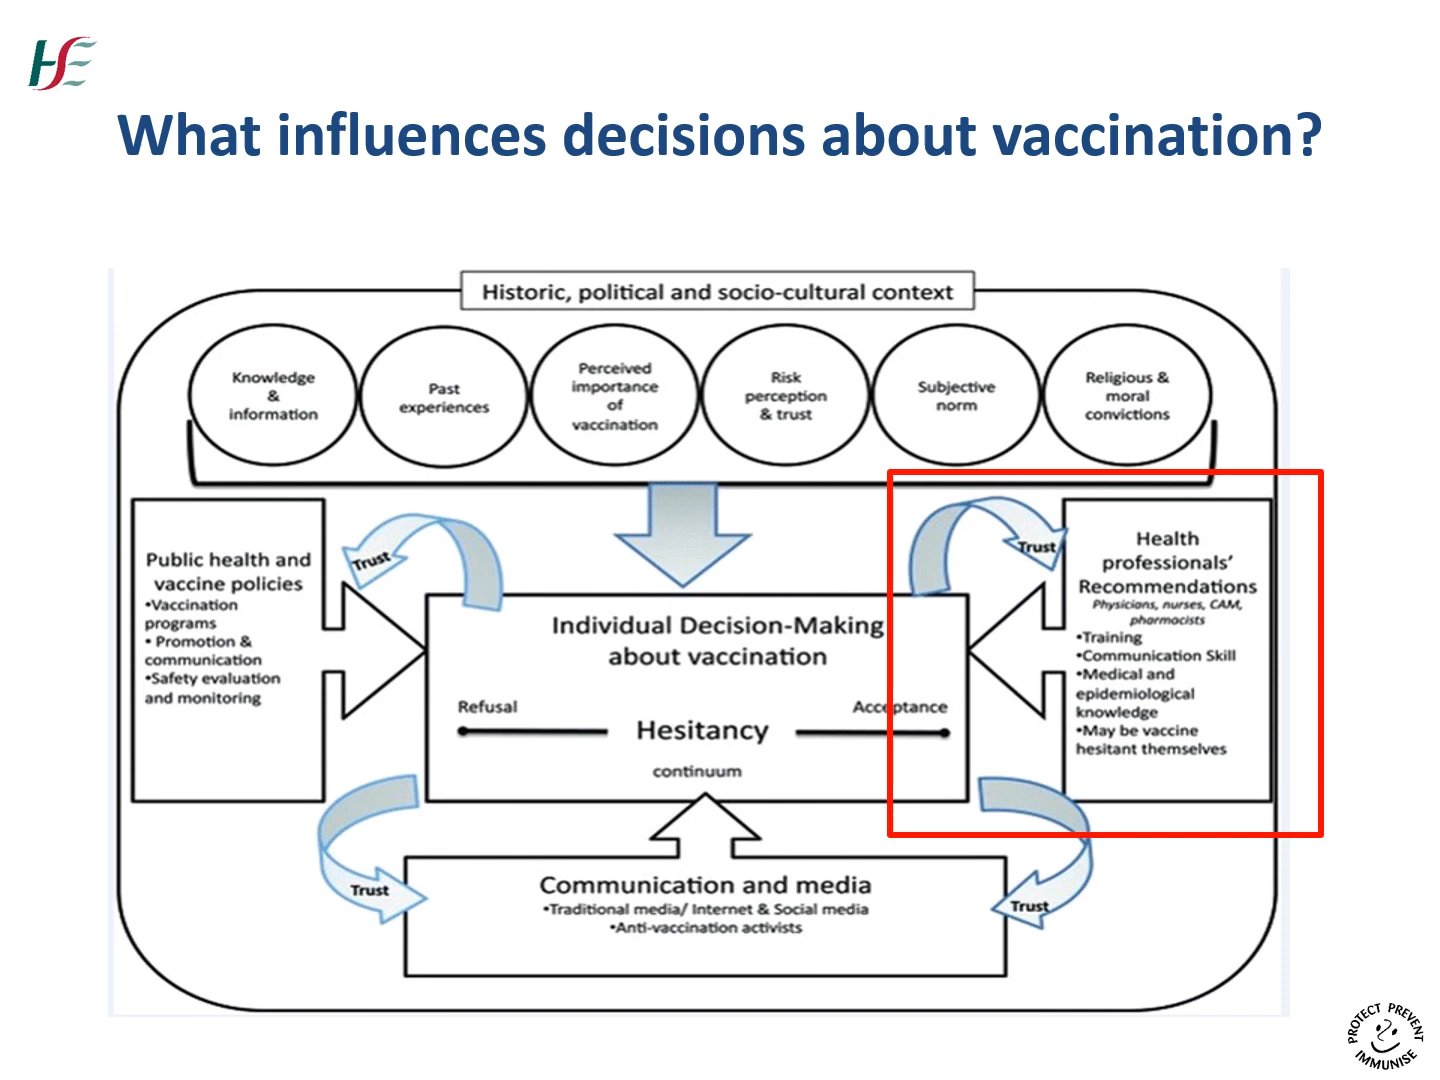 HSE
What influences decisions about vaccination?
Historic, political and socio-cultural context
Knowledge
&
information
Past
experiences
Perceived
importance
of
vaccination
Risk
perception
& trust
Subjective
norm
Religious &
moral
convictions
Public health and
vaccine policies
•Vaccination
programs
• Promotion &
communication
•Safety evaluation
and monitoring
Trust
Individual Decision-Making
about vaccination
Refusal
Acceptance
Hesitancy
continuum
Trust
Health
professionals’
Recommendations
Physicians, nurses, CAM,
pharmacists
•Training
•Communication Skill
•Medical and
epidemiological
knowledge
•May be vaccine
hesitant themselves
Trust
Communication and media
•Traditional media/ Internet & Social media
•Anti-vaccination activists
Trust
PROTECT PREVENT
IMMUNISE